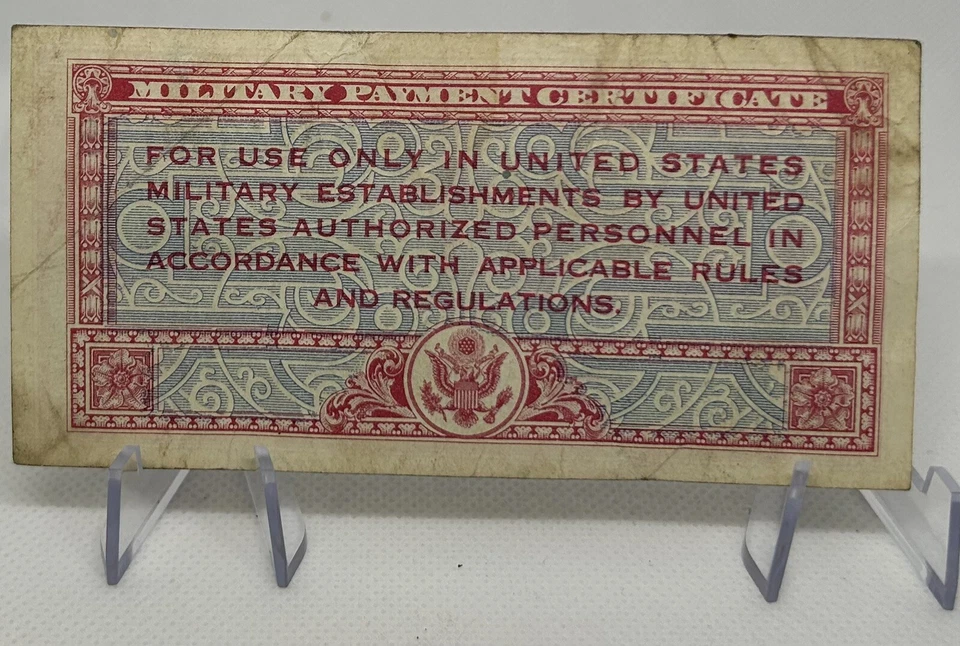 MILITARY PAYMENT CERTIFICATE
FOR USE ONLY IN UNITED STATES
MILITARY ESTABLISHMENTS BY UNITED
STATES AUTHORIZED PERSONNEL IN
ACCORDANCE WITH APPLICABLE RULES
AND REGULATIONS.